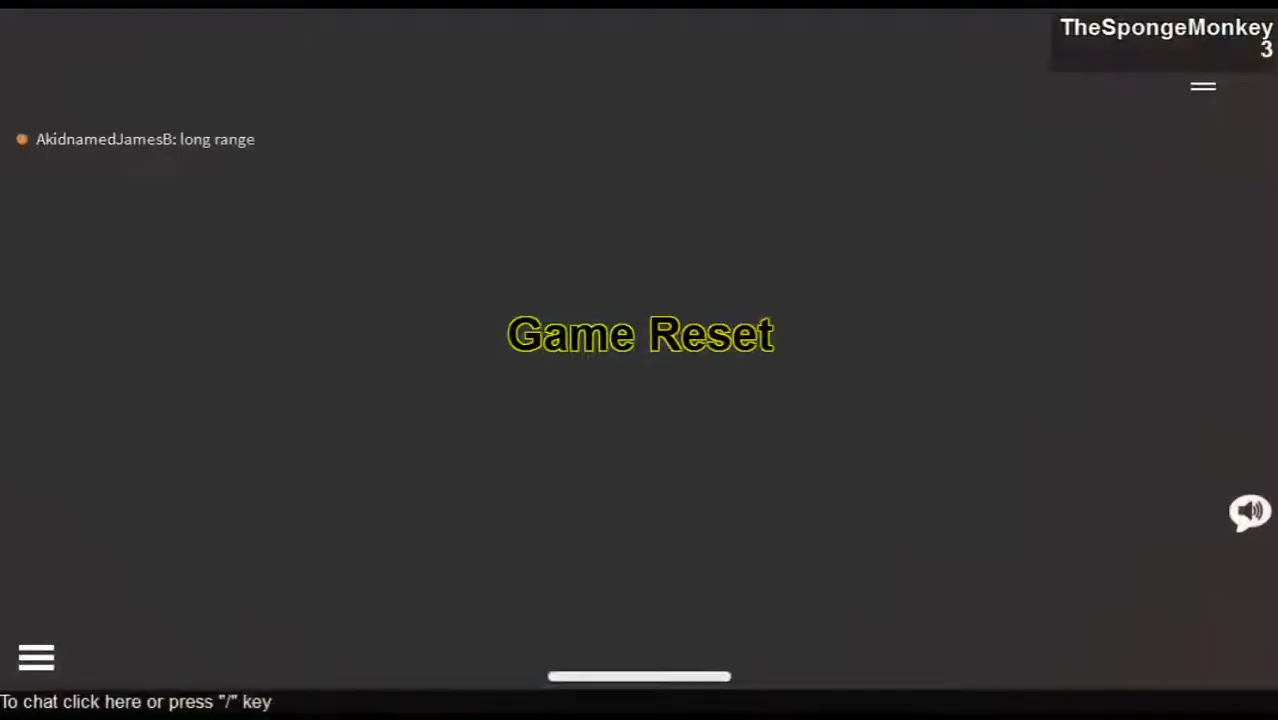 TheSpongeMonkey
3
AkidnamedJamesB: long range
Game Reset
To chat click here or press "/" key